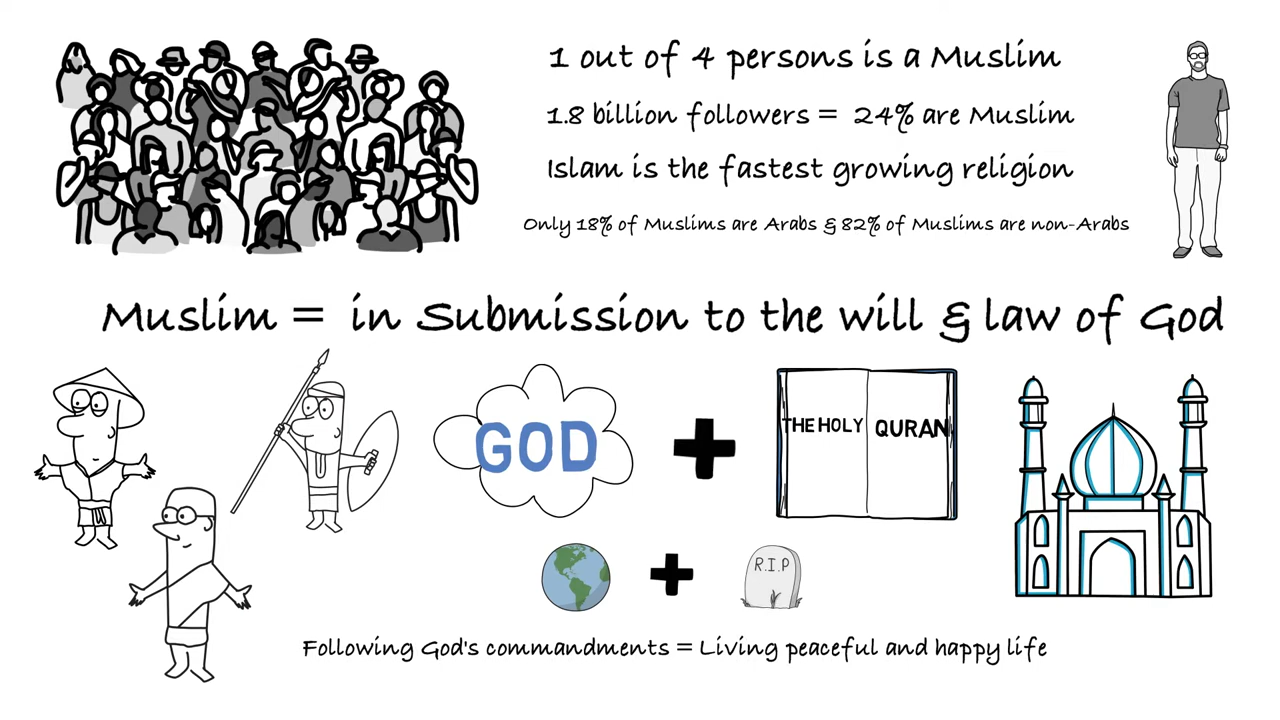 1 out of 4 persons is a Muslim
1.8 billion followers = 24% are Muslim
Islam is the fastest growing religion
Only 18% of Muslims are Arabs & 82% of Muslims are non-Arabs
Muslim = in Submission to the will & law of God
GOD
THE HOLY QURAN
R.I.P
Following God's commandments = Living peaceful and happy life